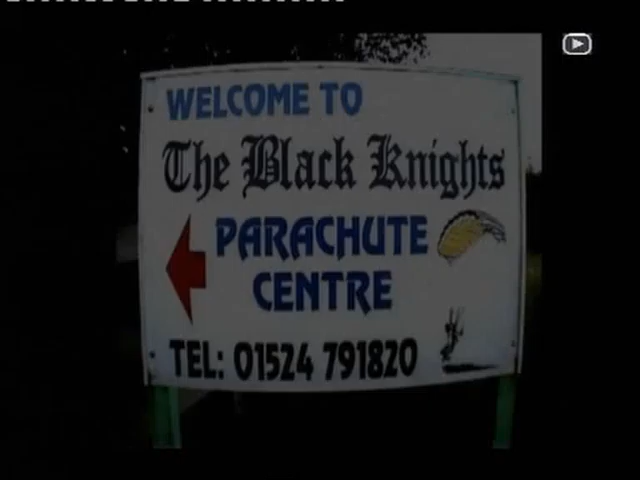 WELCOME TO
The Black Knights
PARACHUTE
CENTRE
TEL: 01524 791820